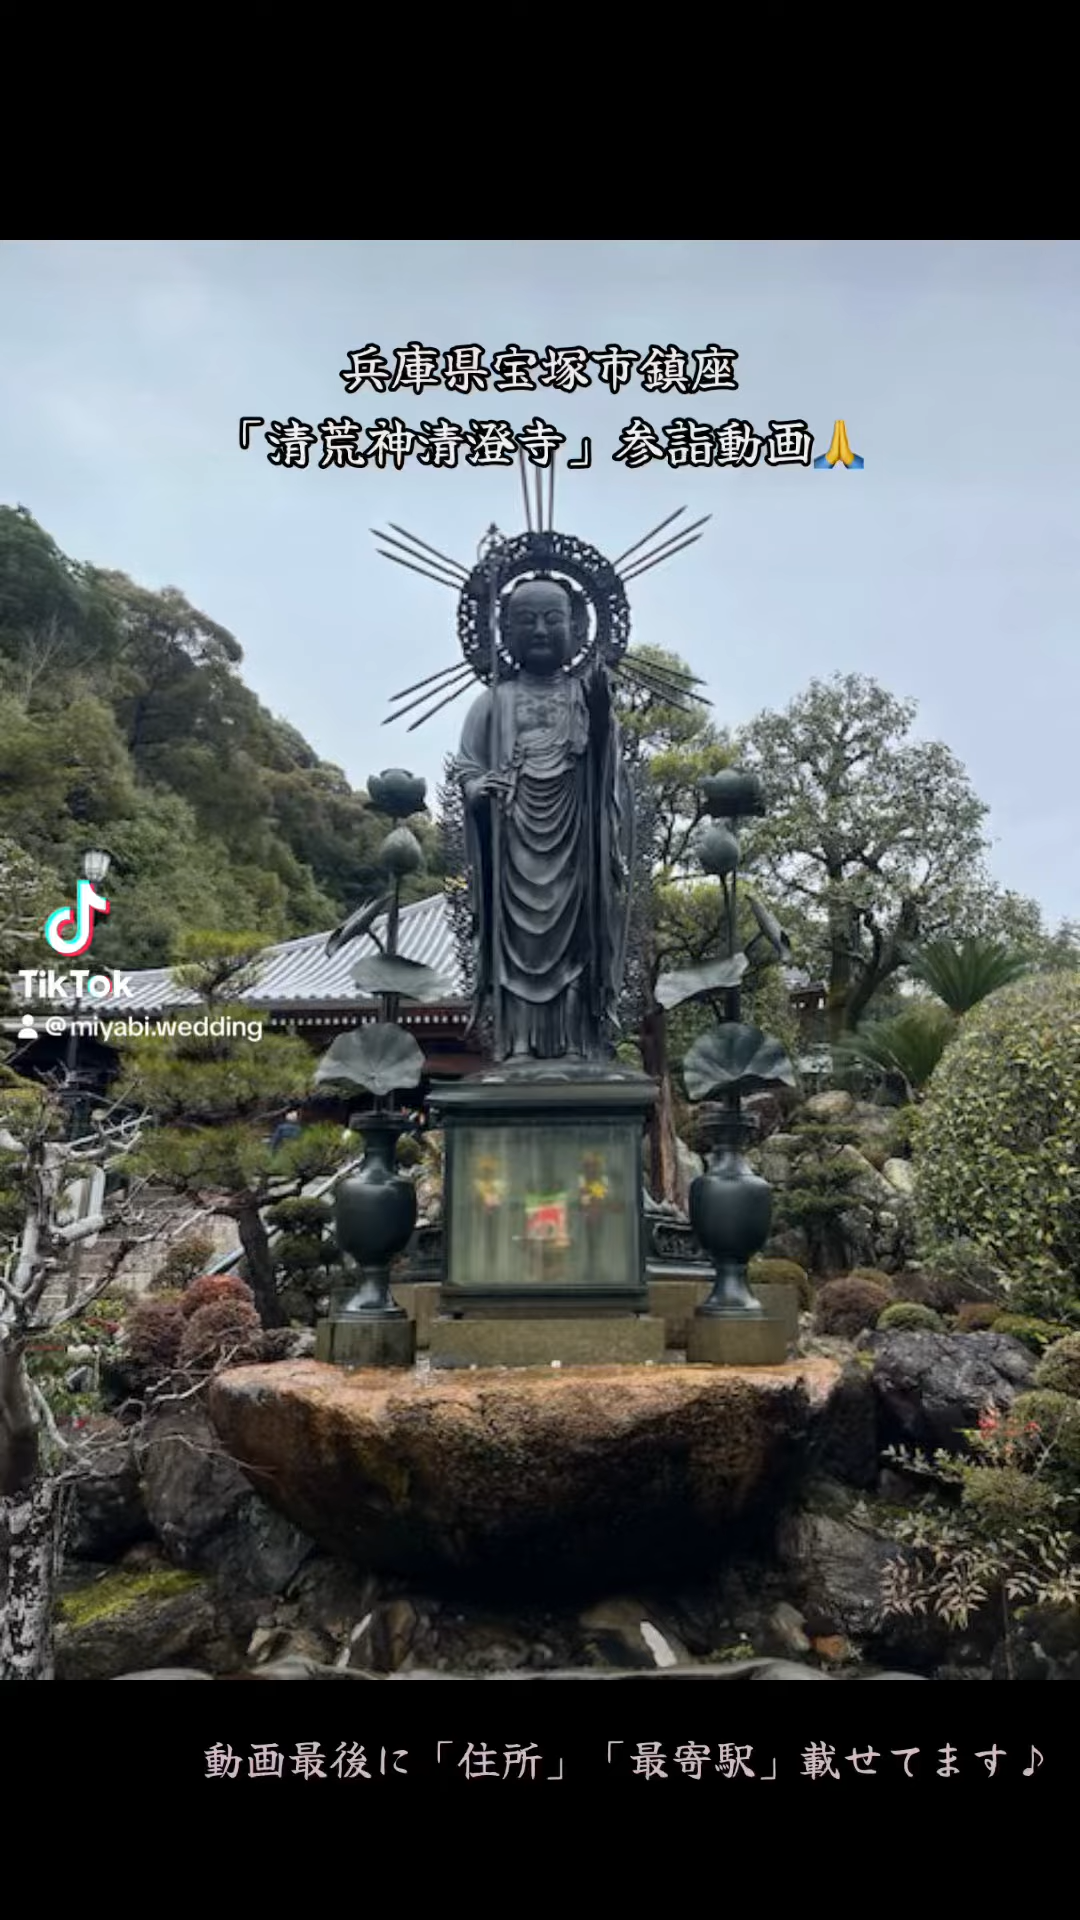 兵庫県宝塚市鎮座
「清荒神清澄寺」参詣動画🙏
TikTok
@miyabi.wedding
動画最後に「住所」「最寄駅」載せてます♪